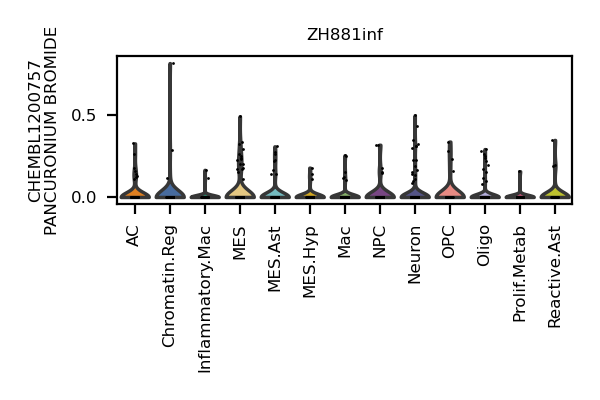 ZH881inf
CHEMBL1200757
PANCURONIUM BROMIDE
0.5
0.0
AC
Chromatin.Reg
Inflammatory.Mac
MES
MES.Ast
MES.Hyp
Mac
NPC
Neuron
OPC
Oligo
Prolif.Metab
Reactive.Ast